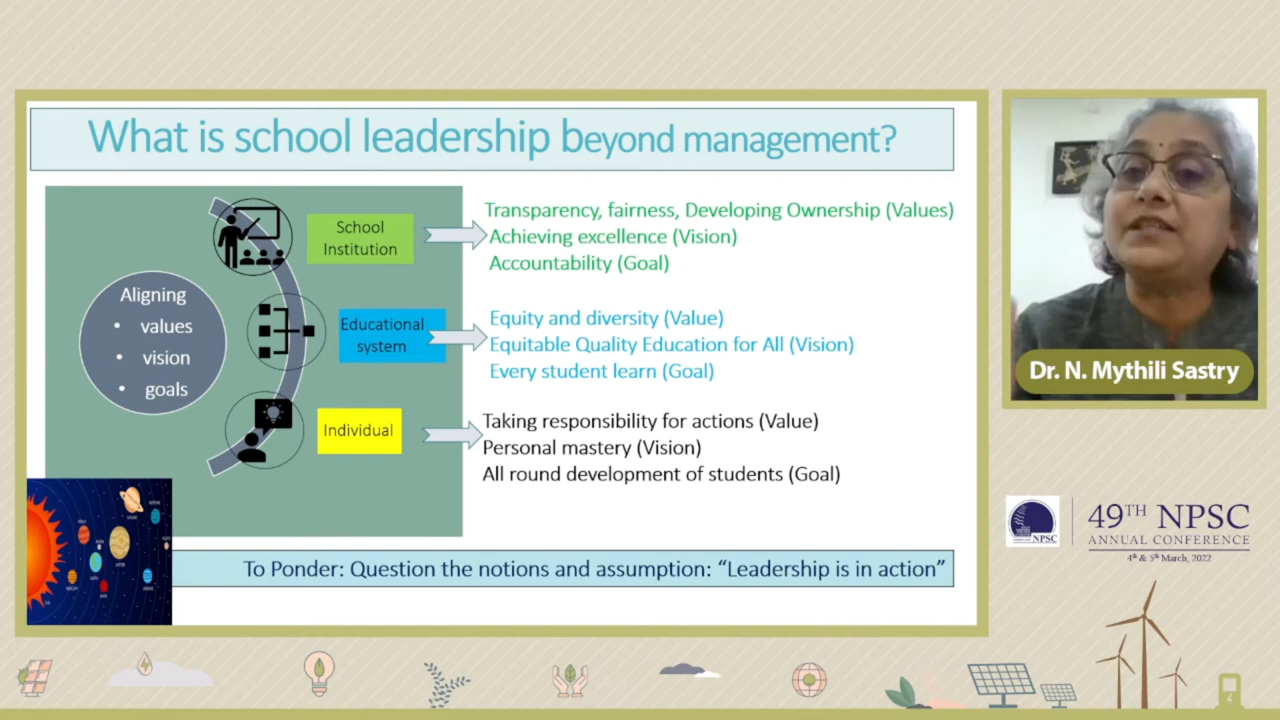 What is school leadership beyond management?
Aligning
• values
• vision
• goals
School
Institution
Transparency, fairness, Developing Ownership (Values)
Achieving excellence (Vision)
Accountability (Goal)
Educational
system
Equity and diversity (Value)
Equitable Quality Education for All (Vision)
Every student learn (Goal)
Individual
Taking responsibility for actions (Value)
Personal mastery (Vision)
All round development of students (Goal)
To Ponder: Question the notions and assumption: “Leadership is in action”
Dr. N. Mythili Sastry
NPSC
49TH NPSC
ANNUAL CONFERENCE
4th & 5th March, 2022